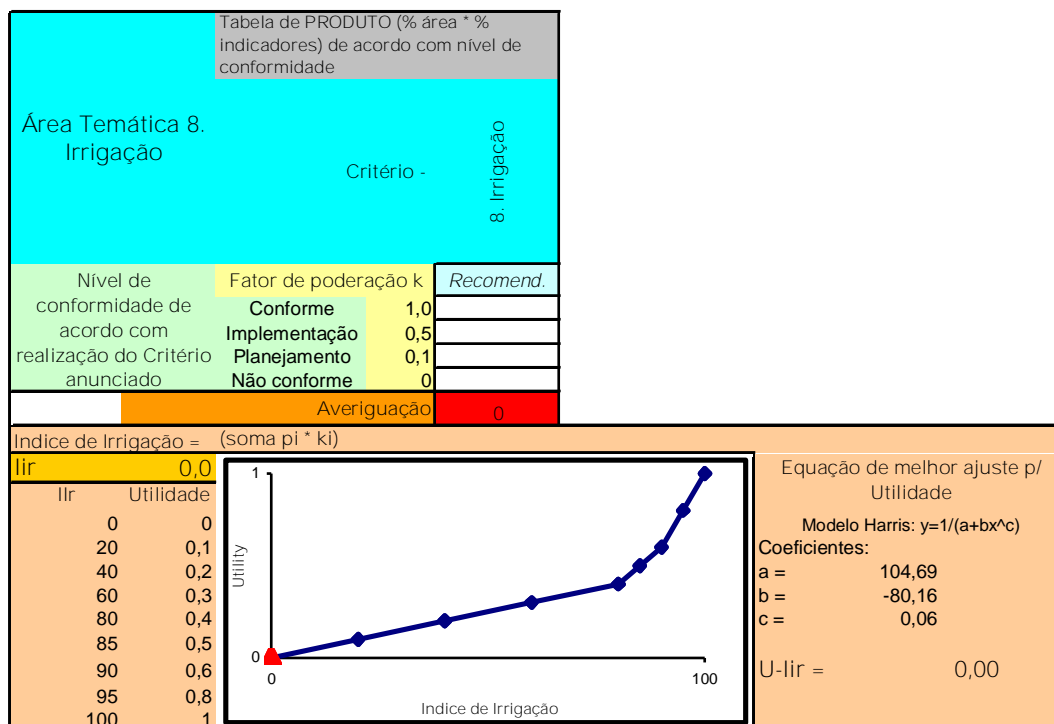 Tabela de PRODUTO (% área * %
indicadores) de acordo com nível de
conformidade
Área Temática 8.
Irrigação
Critério -
8. Irrigação
Nível de
conformidade de
acordo com
realização do Critério
anunciado
Fator de poderação k
Recomend.
Conforme 1,0
Implementação 0,5
Planejamento 0,1
Não conforme 0
Averiguação 0
Indice de Irrigação = (soma pi * ki)
Iir 0,0
IIr Utilidade
0 0
20 0,1
40 0,2
60 0,3
80 0,4
85 0,5
90 0,6
95 0,8
100 1
1
Utility
0
0 100
Indice de Irrigação
Equação de melhor ajuste p/
Utilidade
Modelo Harris: y=1/(a+bx^c)
Coeficientes:
a = 104,69
b = -80,16
c = 0,06
U-Iir = 0,00